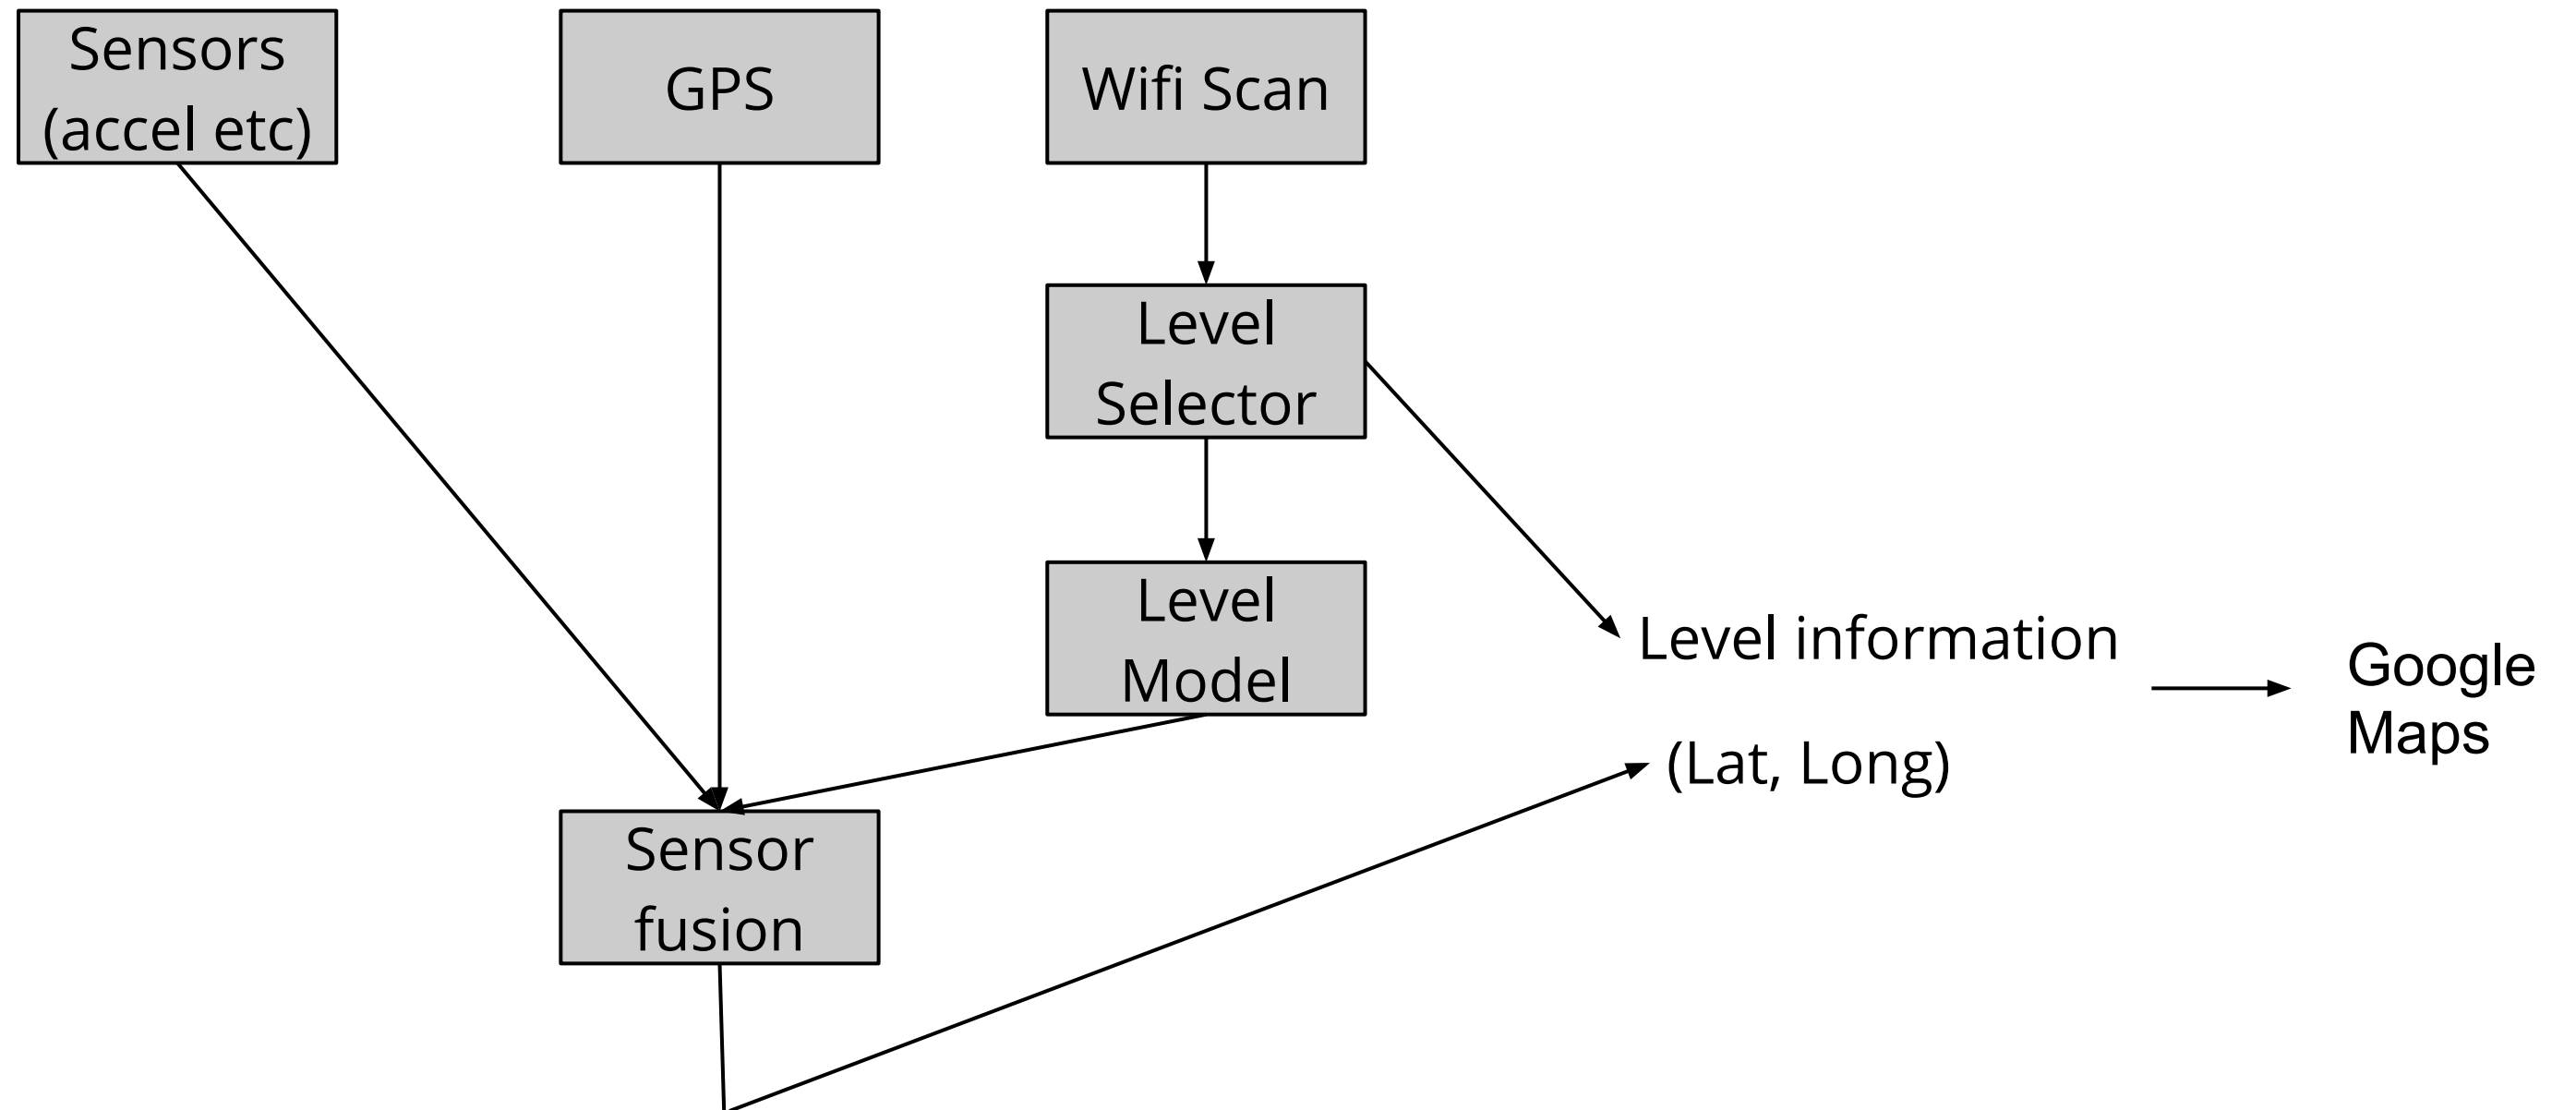 Sensors
(accel etc)
GPS
Wifi Scan
Level
Selector
Level
Model
Level information
Google
Maps
(Lat, Long)
Sensor
fusion